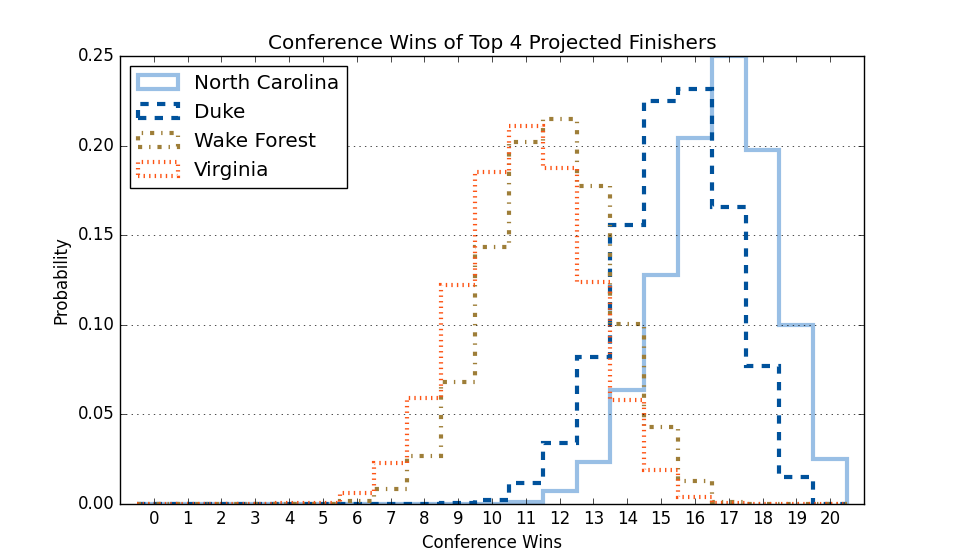 Conference Wins of Top 4 Projected Finishers
0.25
0.20
0.15
0.10
0.05
0.00
Probability
North Carolina
Duke
Wake Forest
Virginia
0 1 2 3 4 5 6 7 8 9 10 11 12 13 14 15 16 17 18 19 20
Conference Wins